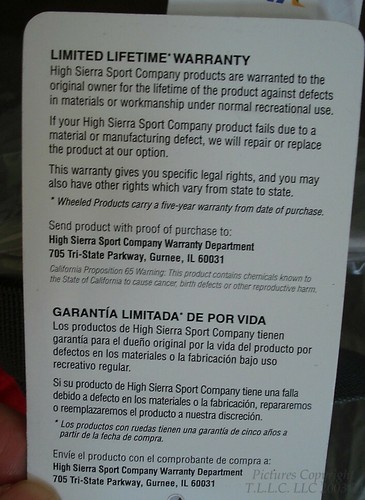 LIMITED LIFETIME* WARRANTY
High Sierra Sport Company products are warranted to the
original owner for the lifetime of the product against defects
in materials or workmanship under normal recreational use.
If your High Sierra Sport Company product fails due to a
material or manufacturing defect, we will repair or replace
the product at our option.
This warranty gives you specific legal rights, and you may
also have other rights which vary from state to state.
* Wheeled Products carry a five-year warranty from date of purchase.
Send product with proof of purchase to:
High Sierra Sport Company Warranty Department
705 Tri-State Parkway, Gurnee, IL 60031
California Proposition 65 Warning: This product contains chemicals known to
the State of California to cause cancer, birth defects or other reproductive harm.
GARANTÍA LIMITADA* DE POR VIDA
Los productos de High Sierra Sport Company tienen
garantía para el dueño original por la vida del producto por
defectos en los materiales o la fabricación bajo uso
recreativo regular.
Si su producto de High Sierra Sport Company tiene una falla
debido a defecto en los materiales o la fabricación, repararemos
o reemplazaremos el producto a nuestra discreción.
* Los productos con ruedas tienen una garantía de cinco años a
partir de la fecha de compra.
Envíe el producto con el comprobante de compra a:
High Sierra Sport Company Warranty Department
705 Tri-State Parkway, Gurnee, IL 60031
Pictures
T.L.L.C. LLC